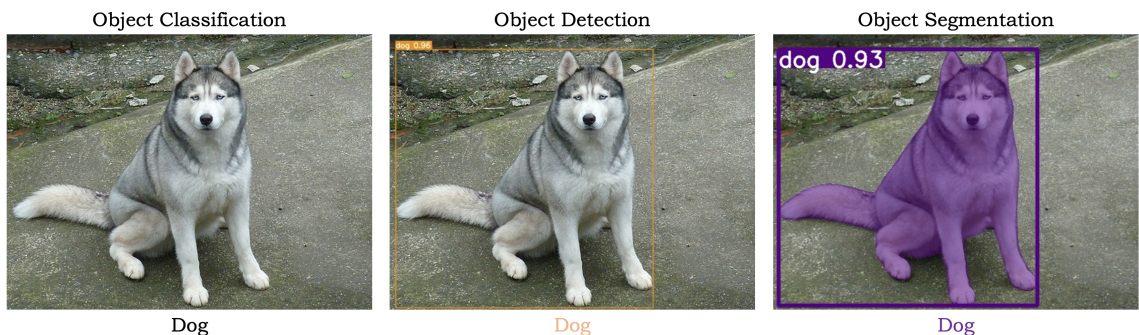 Object Classification
Object Detection
Object Segmentation
dog 0.96
dog 0.93
Dog
Dog
Dog